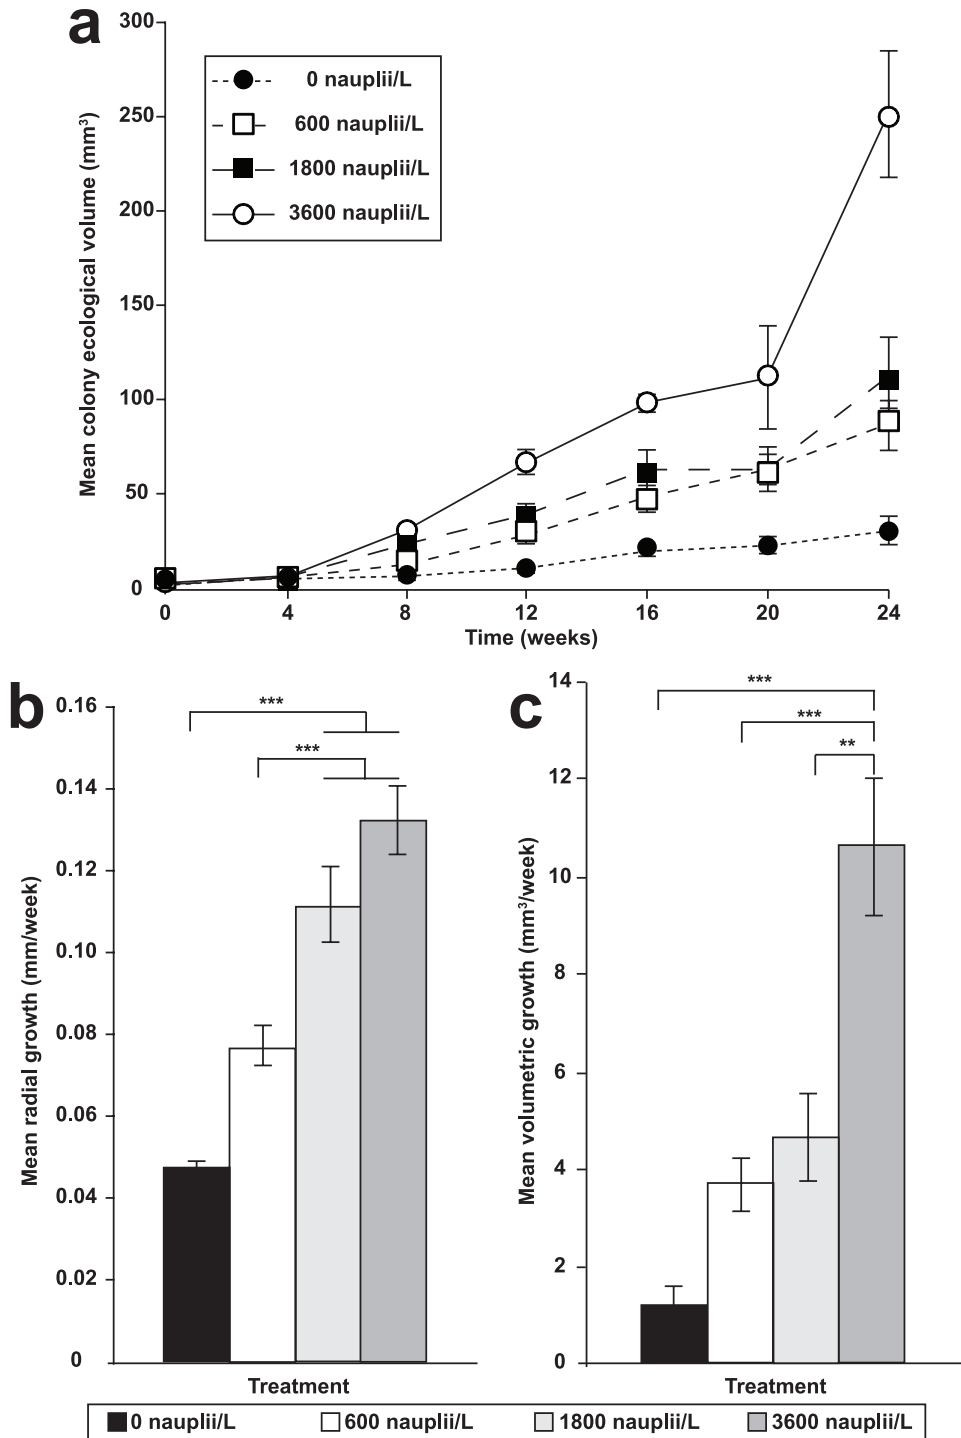 a
300
250
200
150
100
50
0
Mean colony ecological volume (mm³)
0 nauplii/L
600 nauplii/L
1800 nauplii/L
3600 nauplii/L
0 4 8 12 16 20 24
Time (weeks)
b
0.16
0.14
0.12
0.10
0.08
0.06
0.04
0.02
0
Mean radial growth (mm/week)
***
***
Treatment
c
14
12
10
8
6
4
2
0
Mean volumetric growth (mm³/week)
***
***
**
Treatment
0 nauplii/L 600 nauplii/L 1800 nauplii/L 3600 nauplii/L